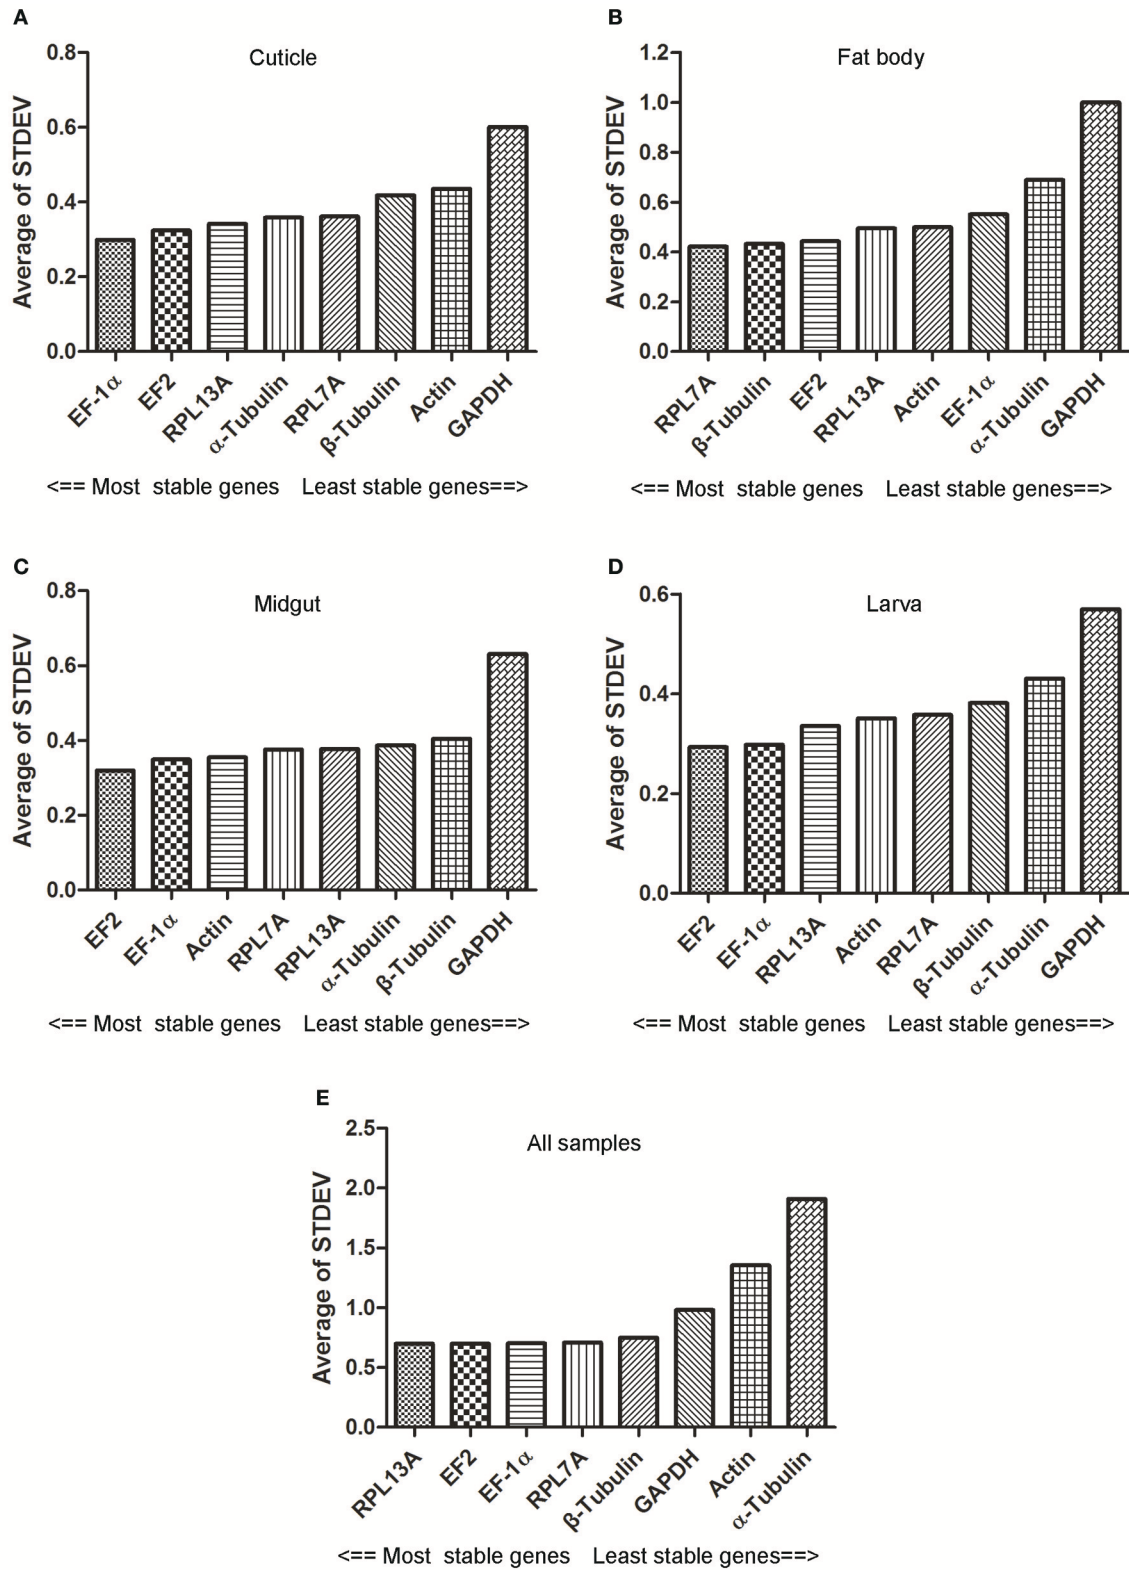 A
Cuticle
Average of STDEV
0.8
0.6
0.4
0.2
0.0
EF-1α
EF2
RPL13A
α-Tubulin
RPL7A
β-Tubulin
Actin
GAPDH
<== Most stable genes Least stable genes==>
B
Fat body
Average of STDEV
1.2
1.0
0.8
0.6
0.4
0.2
0.0
RPL7A
β-Tubulin
EF2
RPL13A
Actin
EF-1α
α-Tubulin
GAPDH
<== Most stable genes Least stable genes==>
C
Midgut
Average of STDEV
0.8
0.6
0.4
0.2
0.0
EF2
EF-1α
Actin
RPL7A
RPL13A
α-Tubulin
β-Tubulin
GAPDH
<== Most stable genes Least stable genes==>
D
Larva
Average of STDEV
0.6
0.4
0.2
0.0
EF2
EF-1α
RPL13A
Actin
RPL7A
β-Tubulin
α-Tubulin
GAPDH
<== Most stable genes Least stable genes==>
E
All samples
Average of STDEV
2.5
2.0
1.5
1.0
0.5
0.0
RPL13A
EF2
EF-1α
RPL7A
β-Tubulin
GAPDH
Actin
α-Tubulin
<== Most stable genes Least stable genes==>